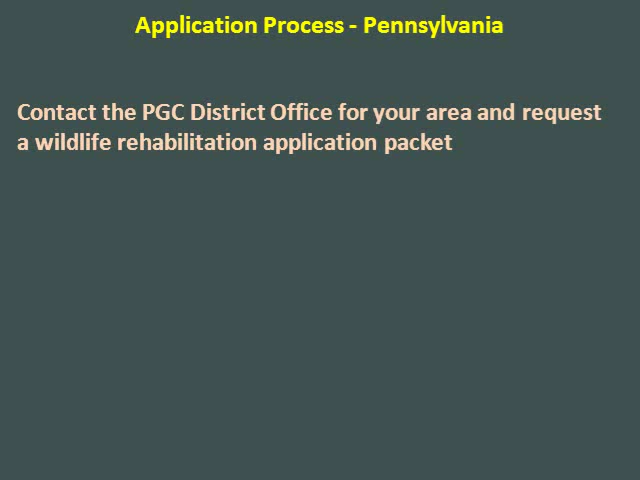 Application Process - Pennsylvania
Contact the PGC District Office for your area and request
a wildlife rehabilitation application packet